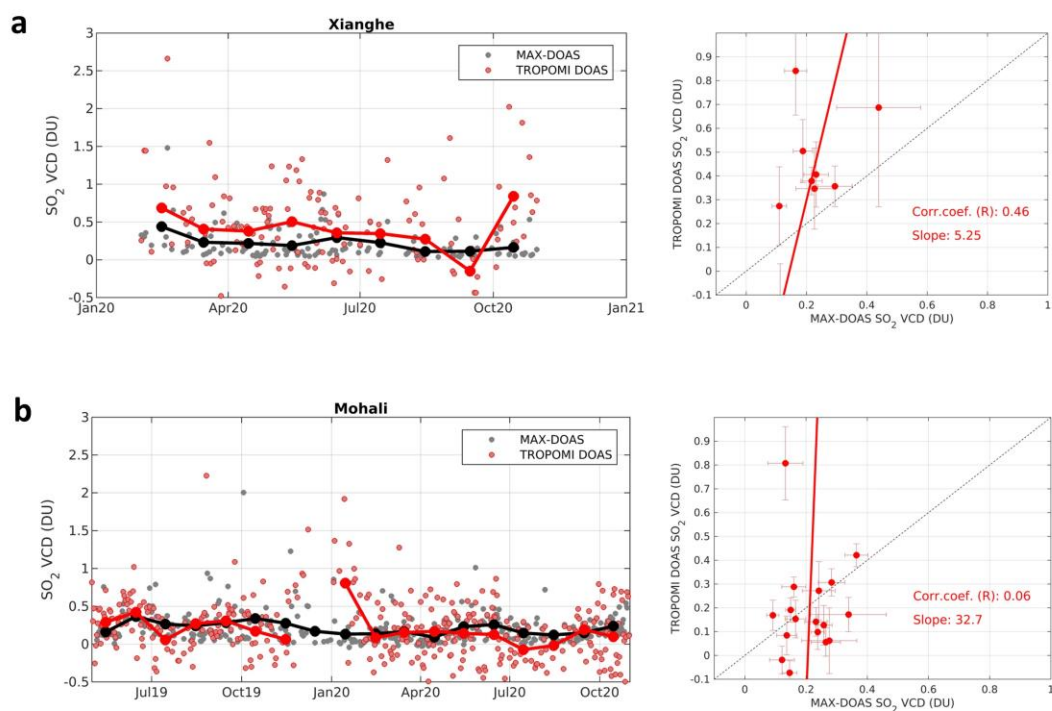 a
Xianghe
3
2.5
2
1.5
1
0.5
0
-0.5
SO₂ VCD (DU)
MAX-DOAS
TROPOMI DOAS
Jan20 Apr20 Jul20 Oct20 Jan21
0.9
0.8
0.7
0.6
0.5
0.4
0.3
0.2
0.1
0
-0.1
TROPOMI DOAS SO₂ VCD (DU)
Corr.coef. (R): 0.46
Slope: 5.25
0 0.2 0.4 0.6 0.8 1
MAX-DOAS SO₂ VCD (DU)
b
Mohali
3
2.5
2
1.5
1
0.5
0
-0.5
SO₂ VCD (DU)
MAX-DOAS
TROPOMI DOAS
Jul19 Oct19 Jan20 Apr20 Jul20 Oct20
0.9
0.8
0.7
0.6
0.5
0.4
0.3
0.2
0.1
0
-0.1
TROPOMI DOAS SO₂ VCD (DU)
Corr.coef. (R): 0.06
Slope: 32.7
0 0.2 0.4 0.6 0.8 1
MAX-DOAS SO₂ VCD (DU)